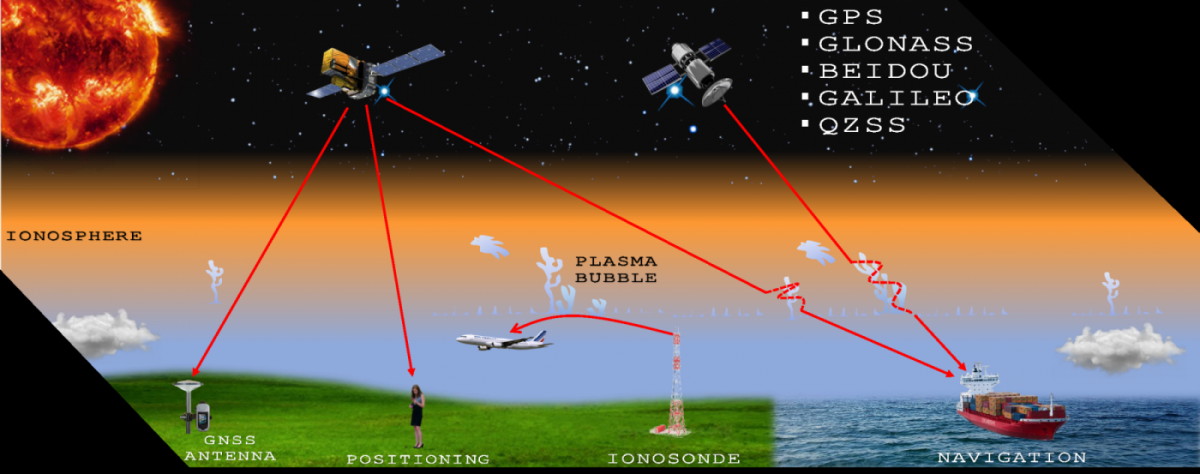 ▪ GPS
▪ GLONASS
▪ BEIDOU
▪ GALILEO
▪ QZSS
IONOSPHERE
PLASMA
BUBBLE
GNSS
ANTENNA
POSITIONING
IONOSONDE
NAVIGATION